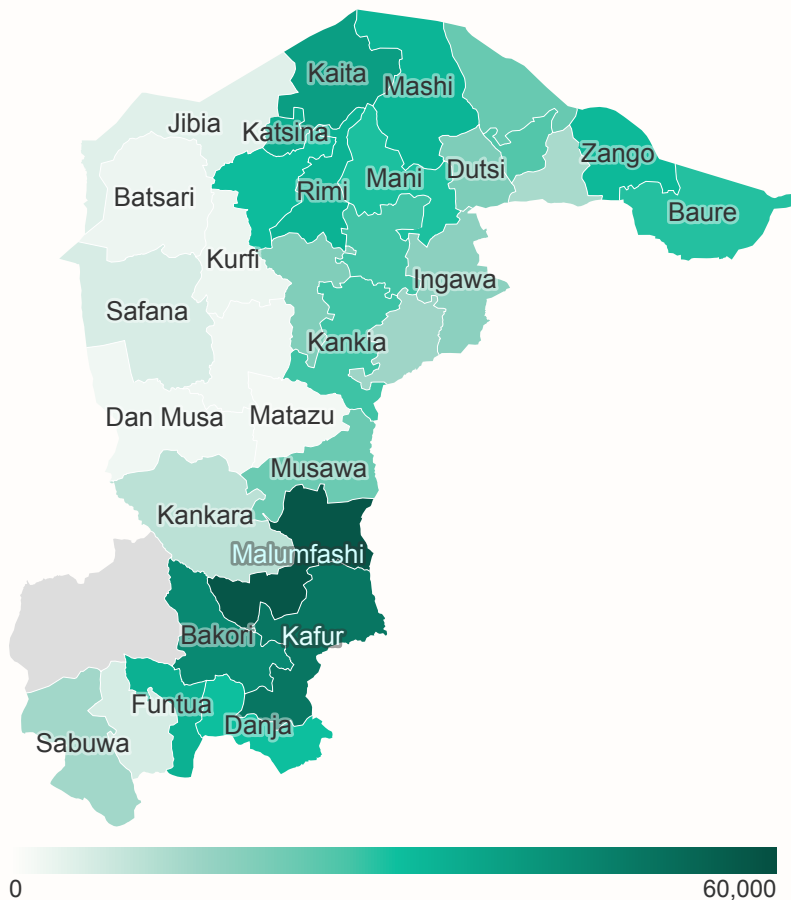 Kaita
Mashi
Jibia
Katsina
Zango
Dutsi
Mani
Rimi
Batsari
Baure
Kurfi
Ingawa
Safana
Kankia
Dan Musa
Matazu
Musawa
Kankara
Malumfashi
Bakori
Kafur
Funtua
Danja
Sabuwa
0
60,000